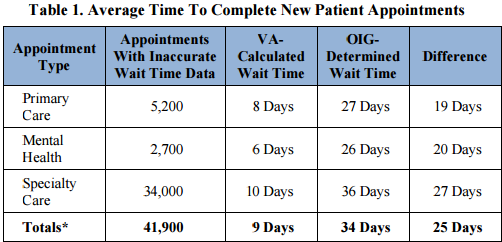 Table 1. Average Time To Complete New Patient Appointments
Appointment Type | Appointments With Inaccurate Wait Time Data | VA-Calculated Wait Time | OIG-Determined Wait Time | Difference
Primary Care | 5,200 | 8 Days | 27 Days | 19 Days
Mental Health | 2,700 | 6 Days | 26 Days | 20 Days
Specialty Care | 34,000 | 10 Days | 36 Days | 27 Days
Totals* | 41,900 | 9 Days | 34 Days | 25 Days